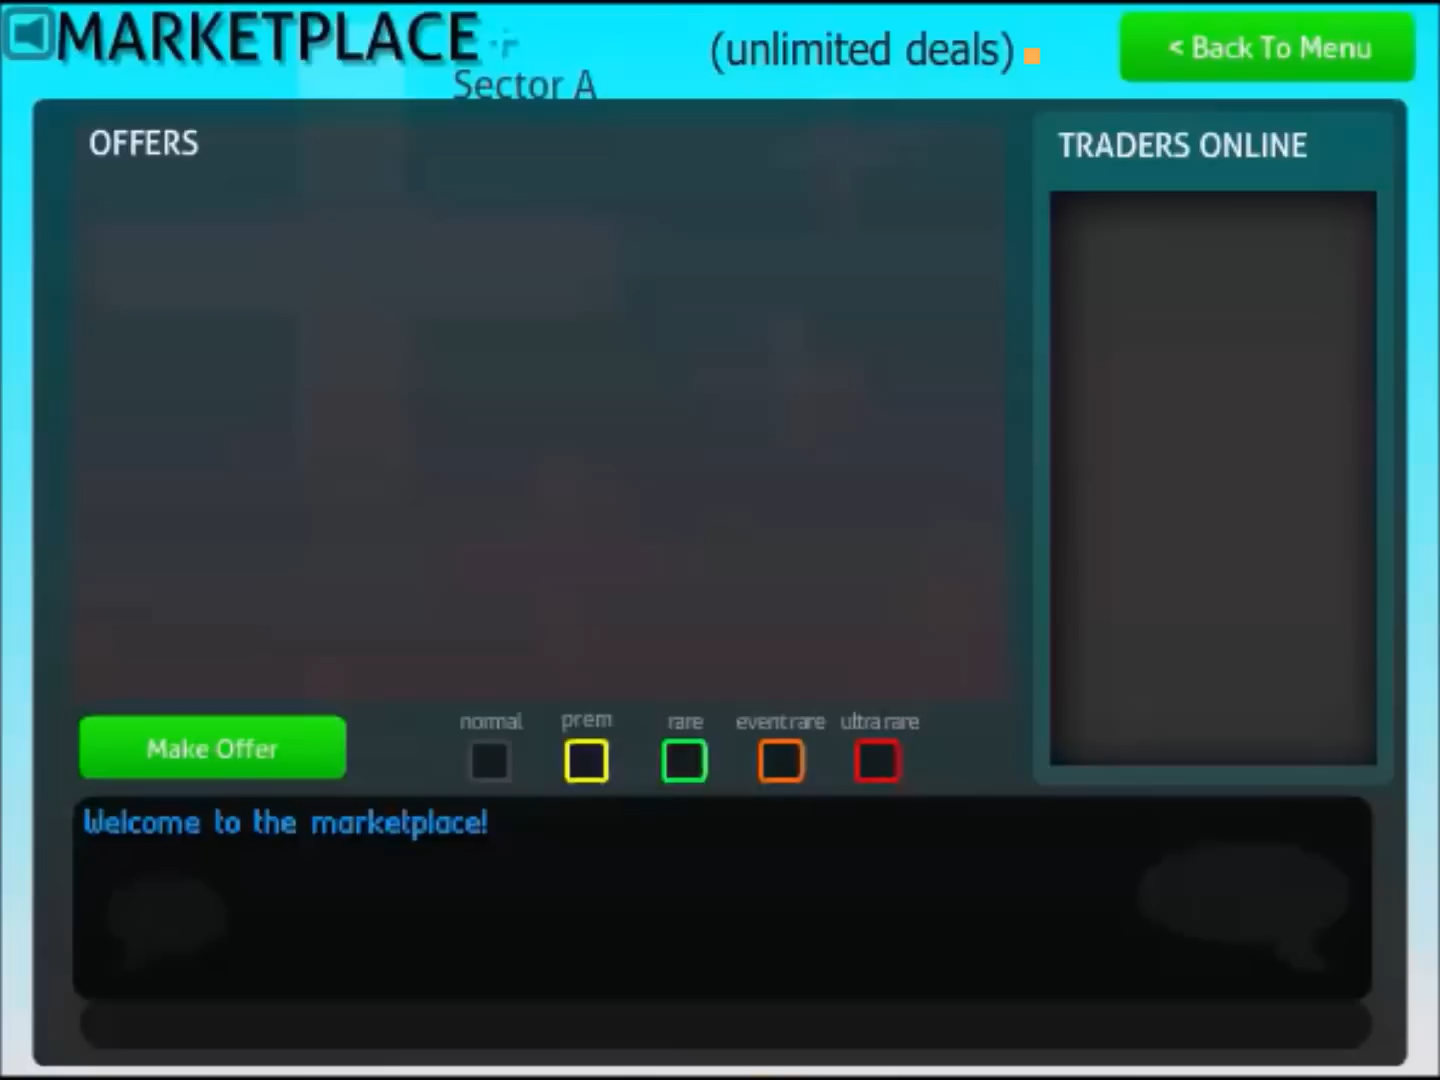 MARKETPLACE
(unlimited deals)
< Back To Menu
Sector A
OFFERS
TRADERS ONLINE
Make Offer
normal
prem
rare
event rare
ultra rare
Welcome to the marketplace!